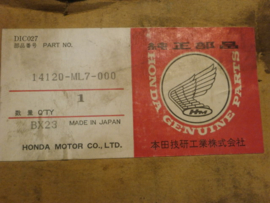 DIC027
部品番号 PART NO.
14120-ML7-000
1
数量 Q'TY
BX23 MADE IN JAPAN
HONDA MOTOR CO., LTD.
純正部品
HONDA GENUINE PARTS
HM
本田技研工業株式会社